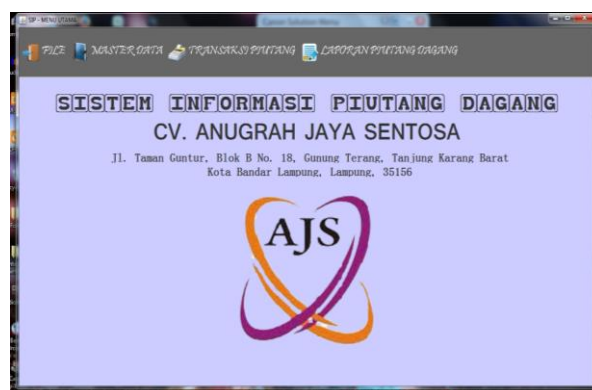 SIP - MENU UTAMA
FILE MASTER DATA TRANSAKSI PIUTANG LAPORAN PIUTANG DAGANG
SISTEM INFORMASI PIUTANG DAGANG
CV. ANUGRAH JAYA SENTOSA
Jl. Taman Guntur, Blok B No. 18, Gunung Terang, Tanjung Karang Barat
Kota Bandar Lampung, Lampung, 35156
AJS